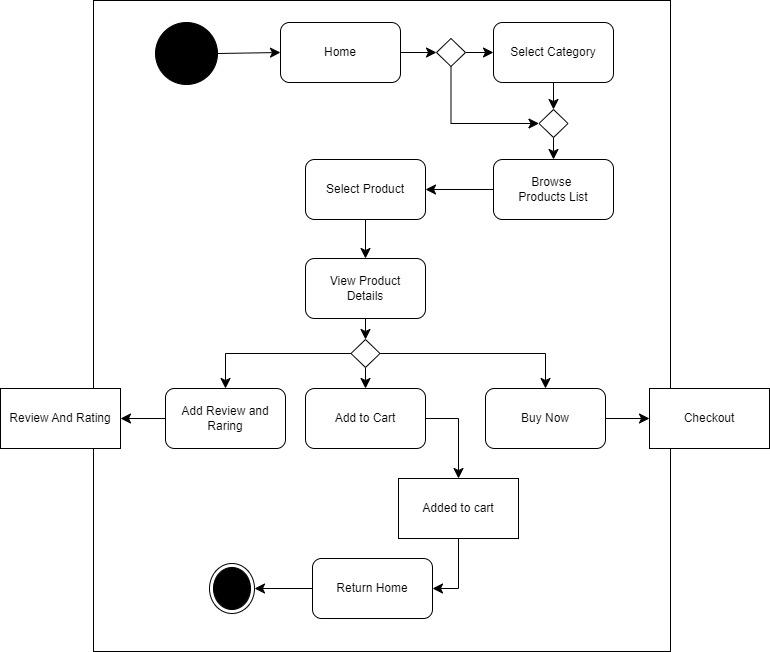 Home
Select Category
Browse
Products List
Select Product
View Product
Details
Review And Rating
Add Review and
Raring
Add to Cart
Buy Now
Checkout
Added to cart
Return Home